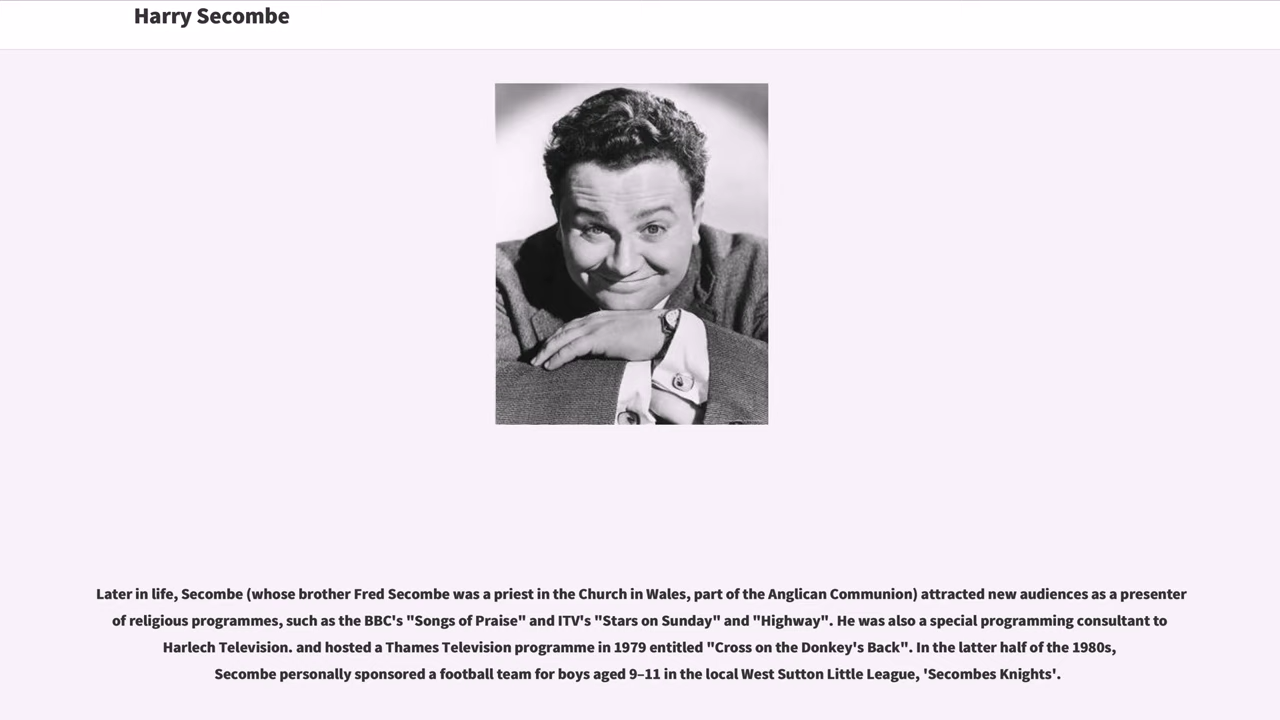 Harry Secombe
Later in life, Secombe (whose brother Fred Secombe was a priest in the Church in Wales, part of the Anglican Communion) attracted new audiences as a presenter
of religious programmes, such as the BBC's "Songs of Praise" and ITV's "Stars on Sunday" and "Highway". He was also a special programming consultant to
Harlech Television. and hosted a Thames Television programme in 1979 entitled "Cross on the Donkey's Back". In the latter half of the 1980s,
Secombe personally sponsored a football team for boys aged 9–11 in the local West Sutton Little League, 'Secombes Knights'.